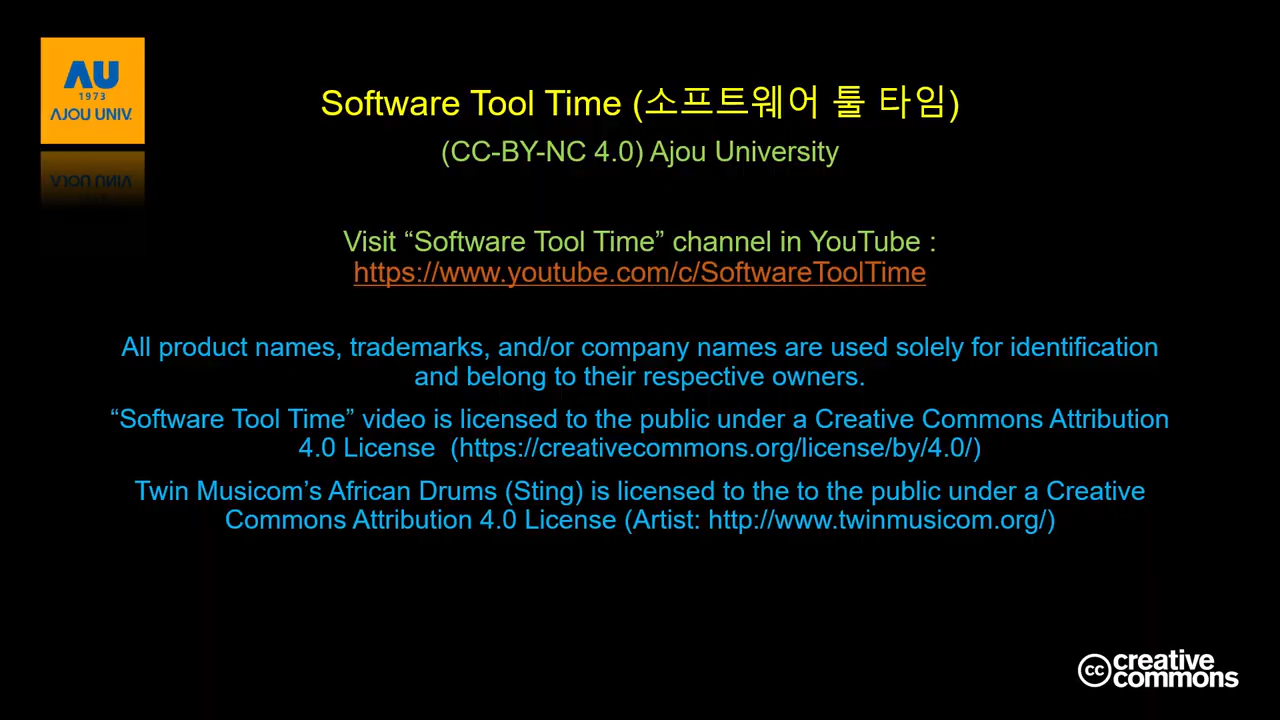 AU
1973
AJOU UNIV.
Software Tool Time (소프트웨어 툴 타임)
(CC-BY-NC 4.0) Ajou University
Visit “Software Tool Time” channel in YouTube :
https://www.youtube.com/c/SoftwareToolTime
All product names, trademarks, and/or company names are used solely for identification
and belong to their respective owners.
“Software Tool Time” video is licensed to the public under a Creative Commons Attribution
4.0 License (https://creativecommons.org/license/by/4.0/)
Twin Musicom’s African Drums (Sting) is licensed to the to the public under a Creative
Commons Attribution 4.0 License (Artist: http://www.twinmusicom.org/)
cc creative
commons